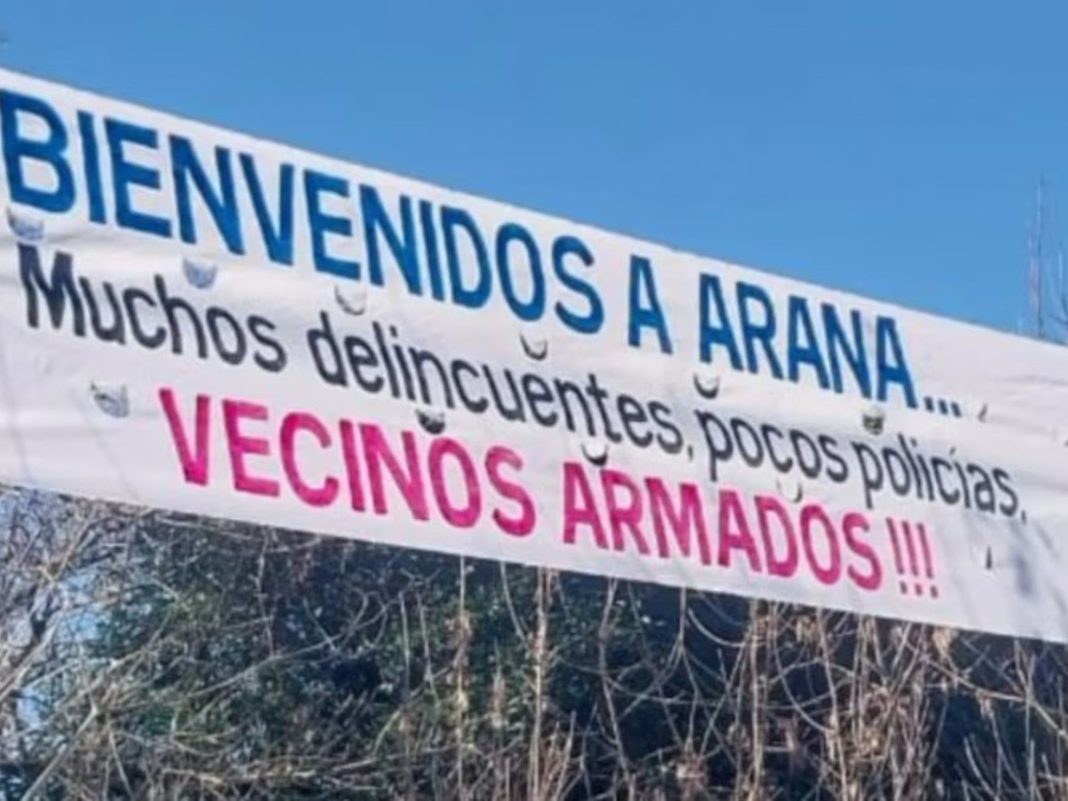 BIENVENIDOS A ARANA...
Muchos delincuentes, pocos policías,
VECINOS ARMADOS!!!